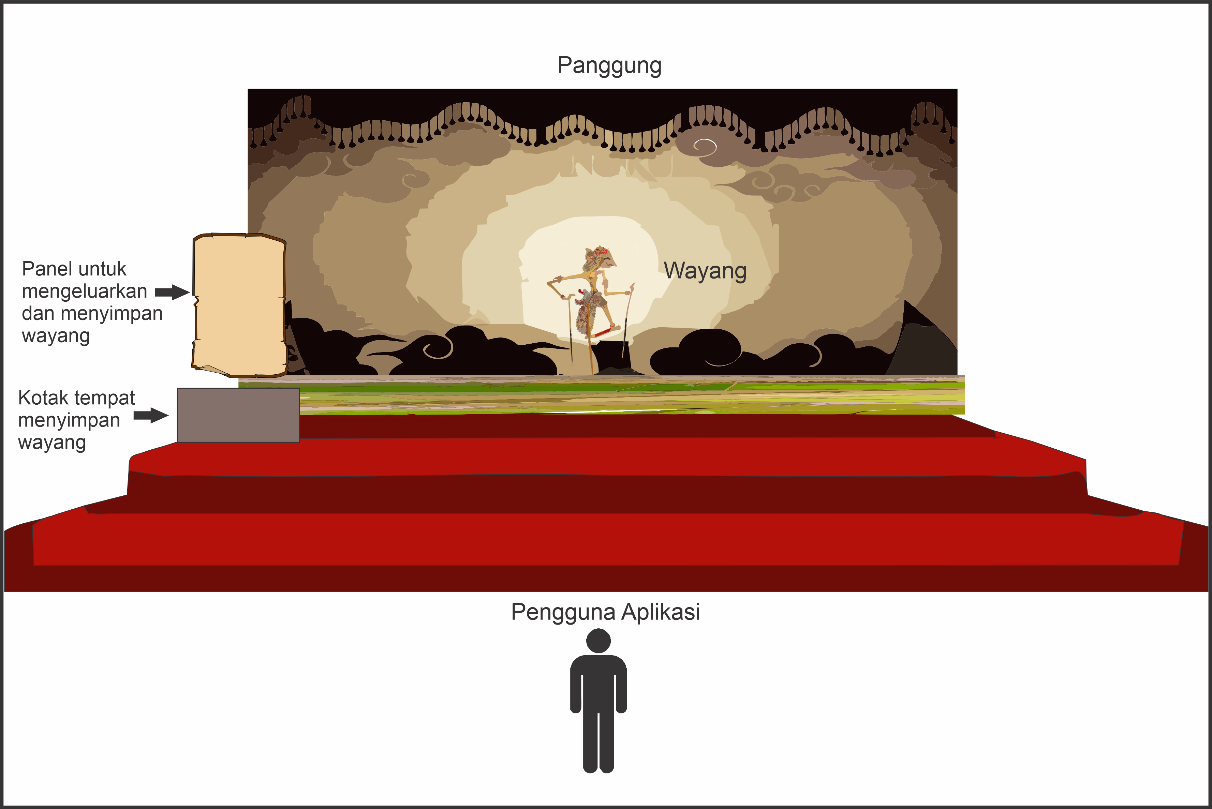 Panggung
Wayang
Panel untuk
mengeluarkan
dan menyimpan
wayang
Kotak tempat
menyimpan
wayang
Pengguna Aplikasi